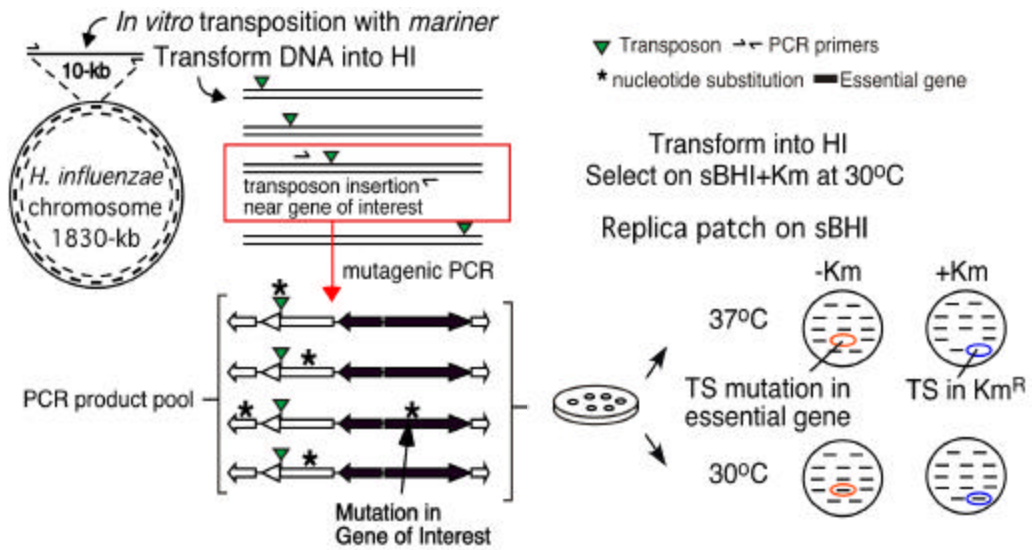 In vitro transposition with mariner
Transform DNA into HI
10-kb
H. influenzae
chromosome
1830-kb
transposon insertion
near gene of interest
mutagenic PCR
*
*
*
*
*
PCR product pool
Mutation in
Gene of Interest
Transposon
PCR primers
* nucleotide substitution
Essential gene
Transform into HI
Select on sBHI+Km at 30ºC
Replica patch on sBHI
-Km
+Km
37ºC
TS mutation in
essential gene
TS in KmR
30ºC